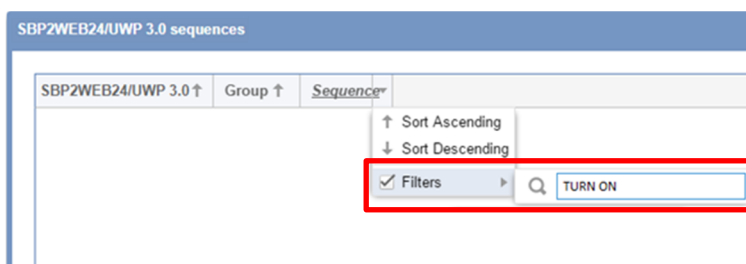 SBP2WEB24/UWP 3.0 sequences
SBP2WEB24/UWP 3.0↑ Group ↑ Sequence
↑ Sort Ascending
↓ Sort Descending
Filters TURN ON